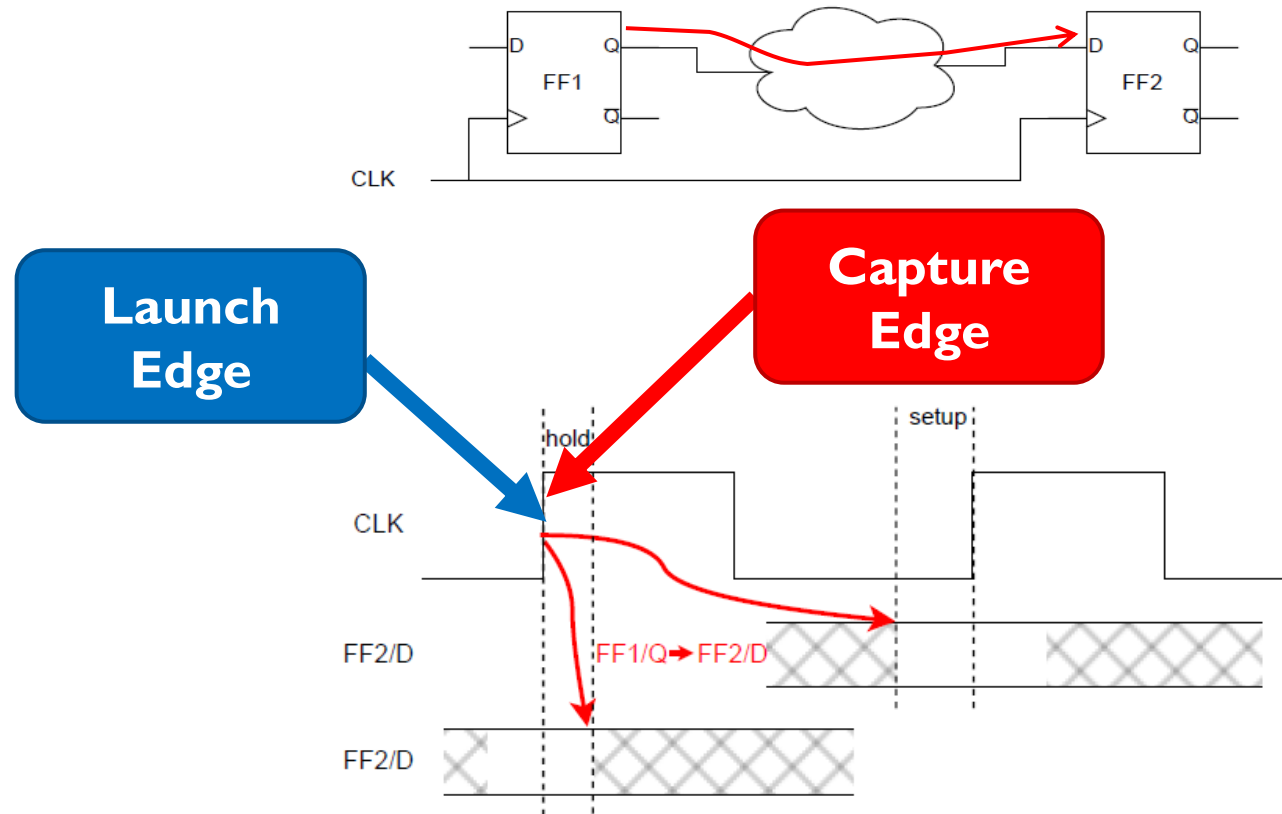 D Q
FF1
Q̅
D Q
FF2
Q̅
CLK
Launch
Edge
Capture
Edge
hold
setup
CLK
FF2/D
FF1/Q➔FF2/D
FF2/D